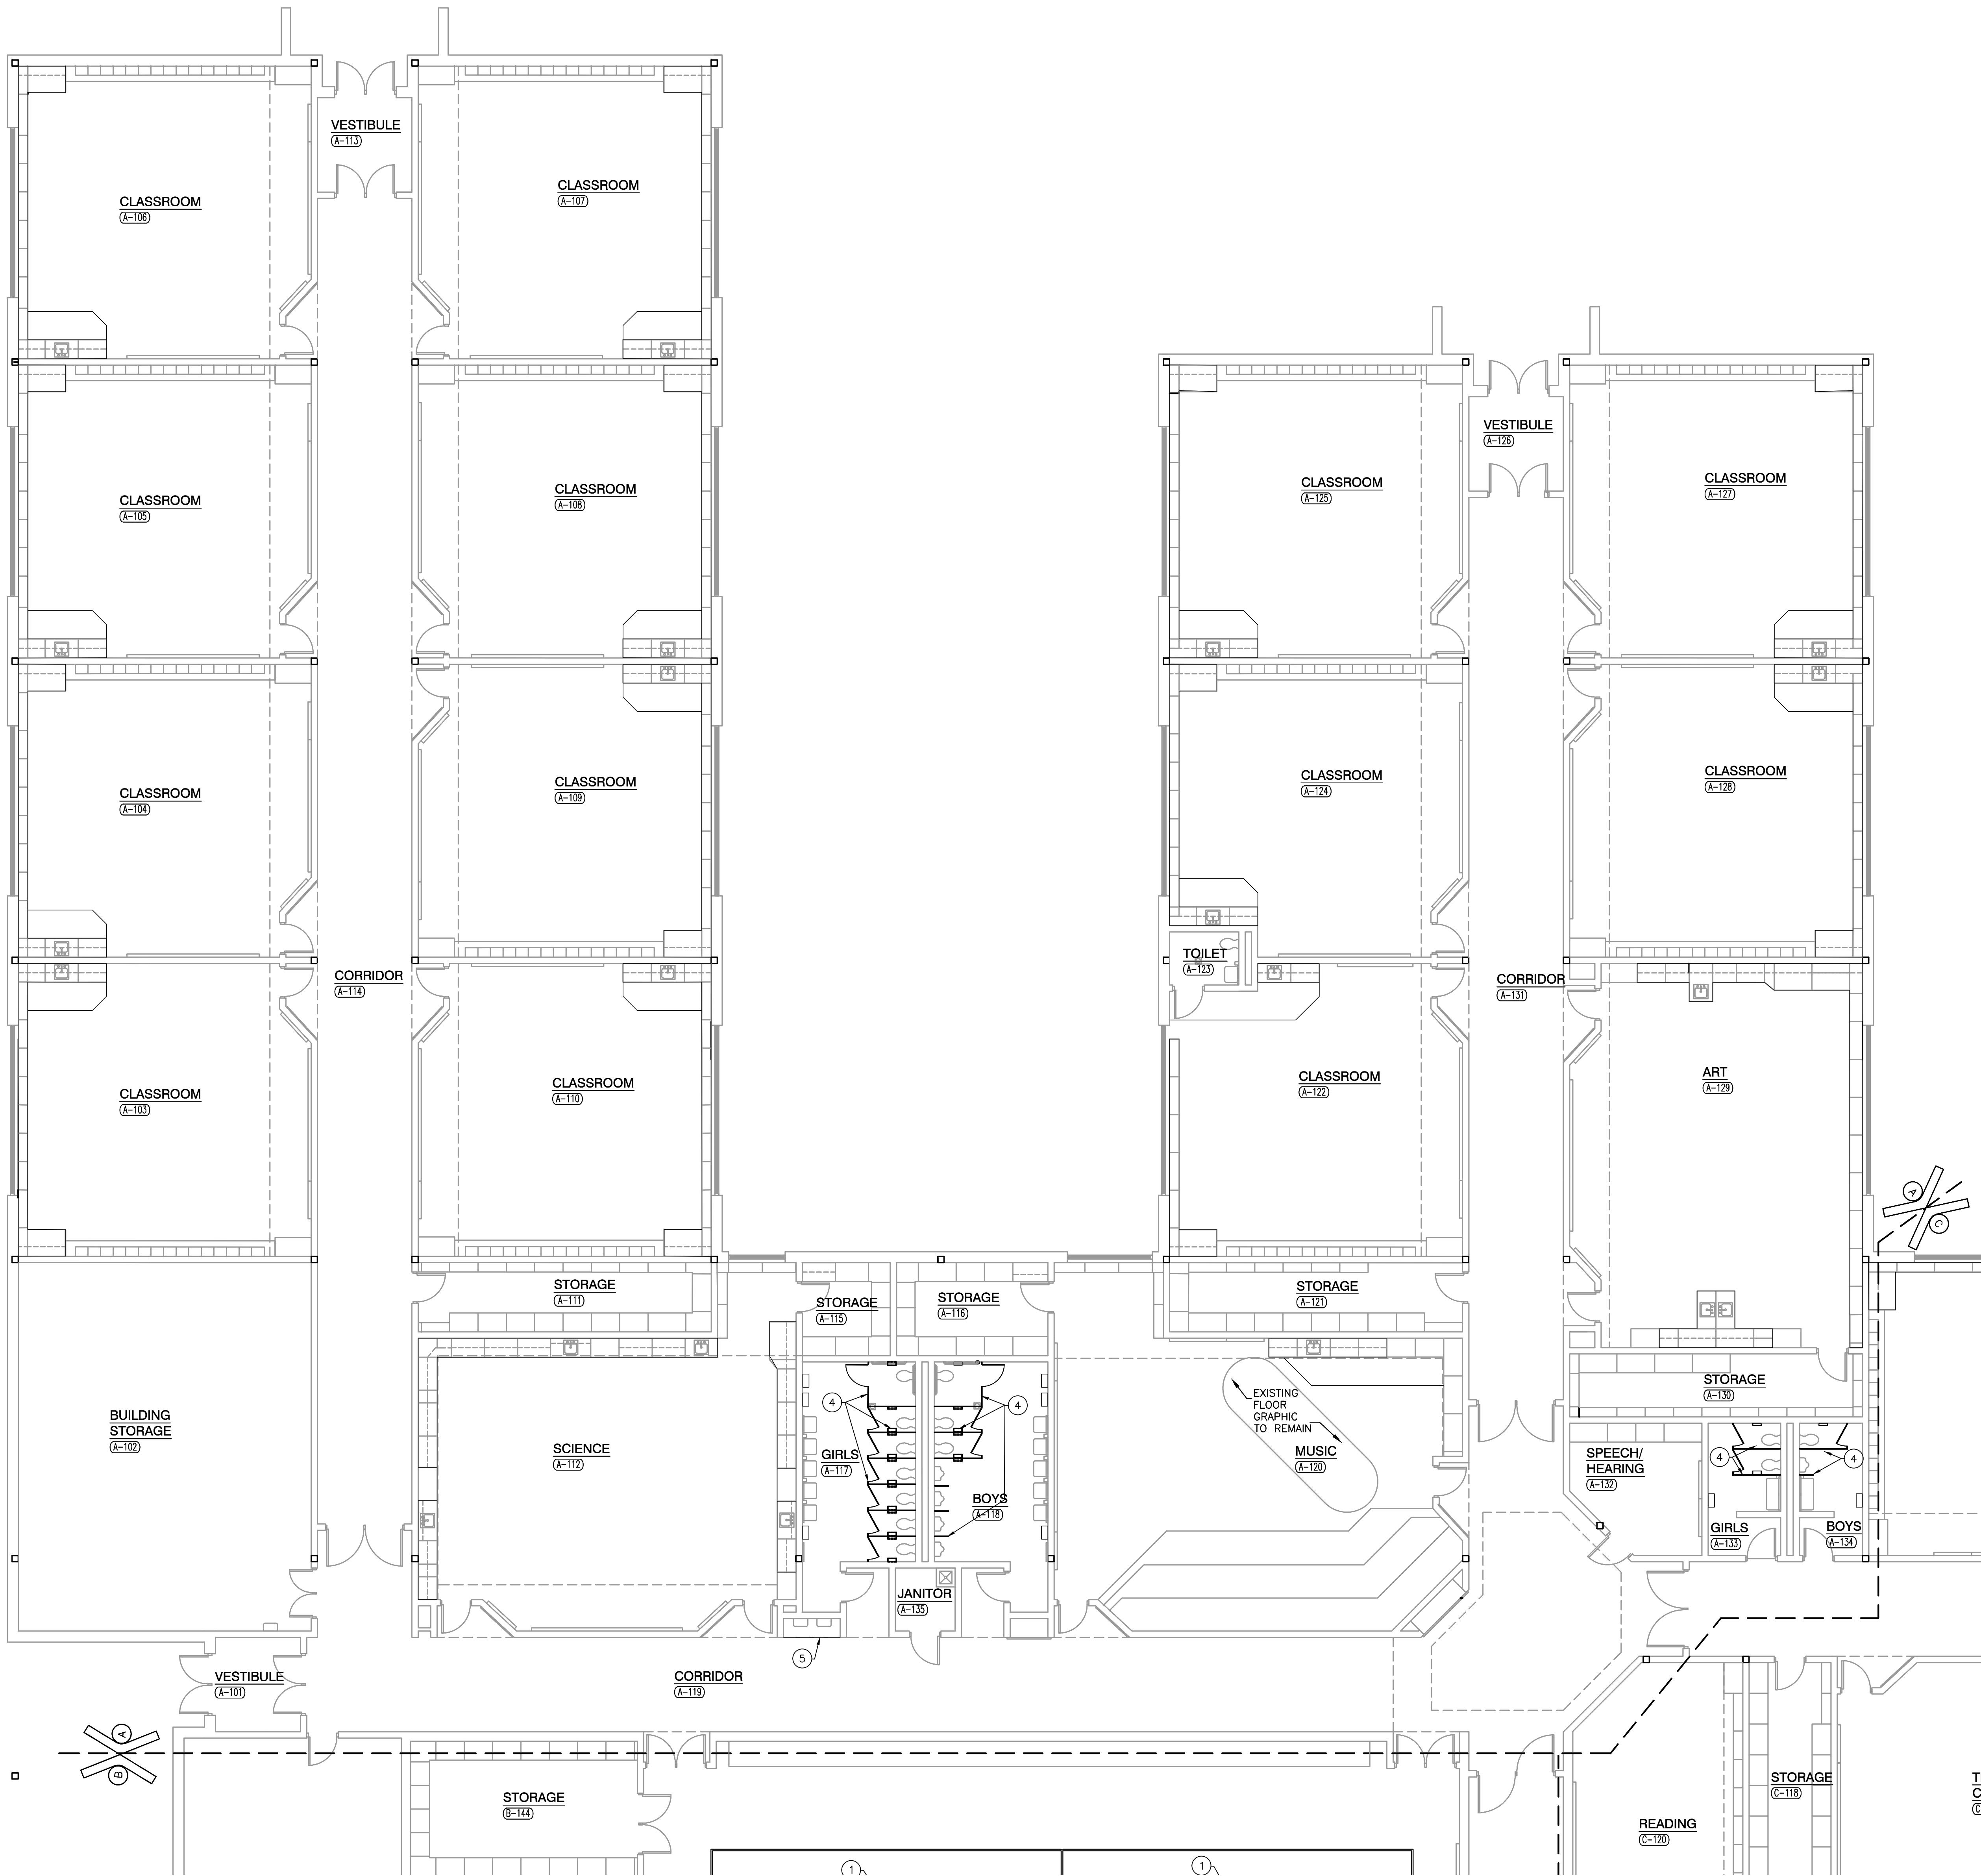 VESTIBULE
A-113
CLASSROOM
A-106
CLASSROOM
A-107
VESTIBULE
A-126
CLASSROOM
A-105
CLASSROOM
A-108
CLASSROOM
A-125
CLASSROOM
A-127
CLASSROOM
A-104
CLASSROOM
A-109
CLASSROOM
A-124
CLASSROOM
A-128
TOILET
A-123
CORRIDOR
A-114
CORRIDOR
A-131
CLASSROOM
A-103
CLASSROOM
A-110
CLASSROOM
A-122
ART
A-129
A
C
STORAGE
A-111
STORAGE
A-115
STORAGE
A-116
STORAGE
A-121
STORAGE
A-130
EXISTING
FLOOR
GRAPHIC
TO REMAIN
4
4
BUILDING
STORAGE
A-102
SCIENCE
A-112
GIRLS
A-117
BOYS
A-118
MUSIC
A-120
SPEECH/
HEARING
A-132
4
4
GIRLS
A-133
BOYS
A-134
JANITOR
A-135
5
VESTIBULE
A-101
CORRIDOR
A-119
A
B
STORAGE
B-144
STORAGE
C-118
READING
C-120
1
1